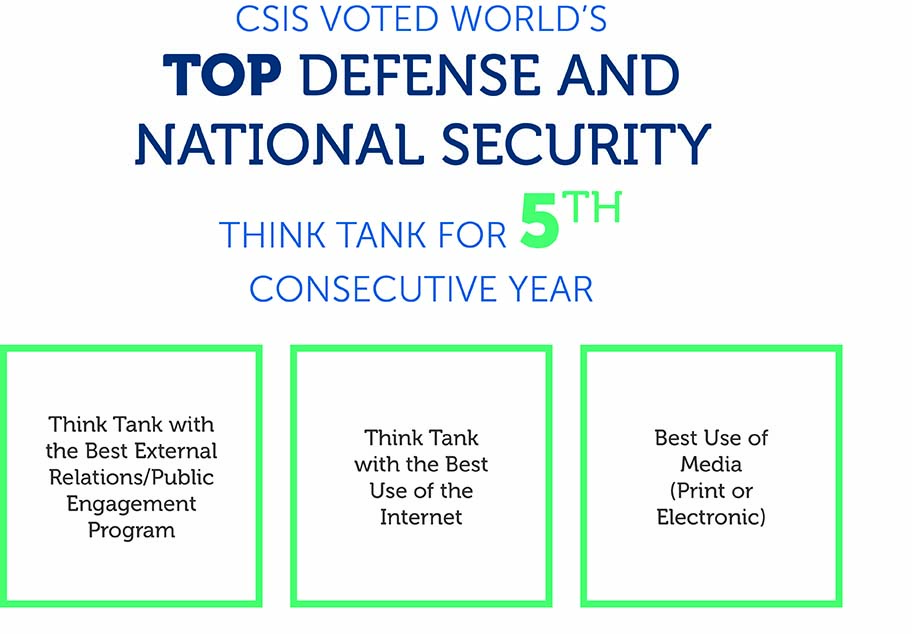 CSIS VOTED WORLD’S
TOP DEFENSE AND
NATIONAL SECURITY
THINK TANK FOR 5TH
CONSECUTIVE YEAR
Think Tank with
the Best External
Relations/Public
Engagement
Program
Think Tank
with the Best
Use of the
Internet
Best Use of
Media
(Print or
Electronic)